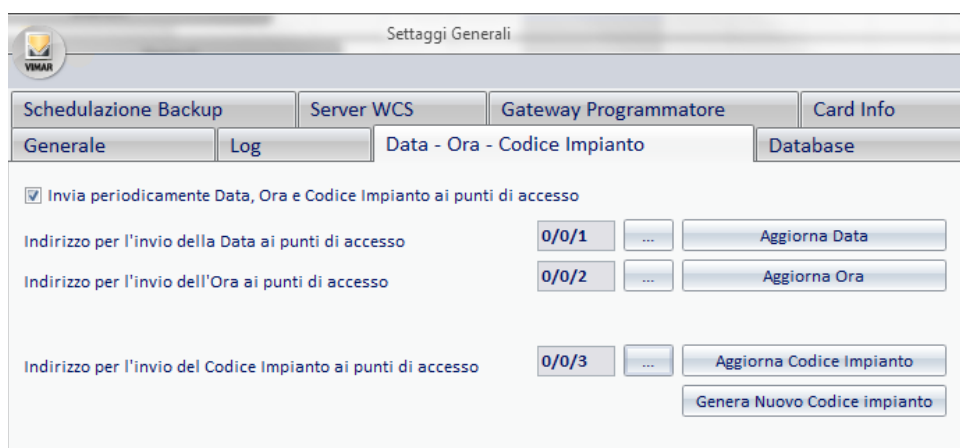 Settaggi Generali
VIMAR
Schedulazione Backup Server WCS Gateway Programmatore Card Info
Generale Log Data - Ora - Codice Impianto Database
Invia periodicamente Data, Ora e Codice Impianto ai punti di accesso
Indirizzo per l'invio della Data ai punti di accesso 0/0/1 ... Aggiorna Data
Indirizzo per l'invio dell'Ora ai punti di accesso 0/0/2 ... Aggiorna Ora
Indirizzo per l'invio del Codice Impianto ai punti di accesso 0/0/3 ... Aggiorna Codice Impianto
Genera Nuovo Codice impianto